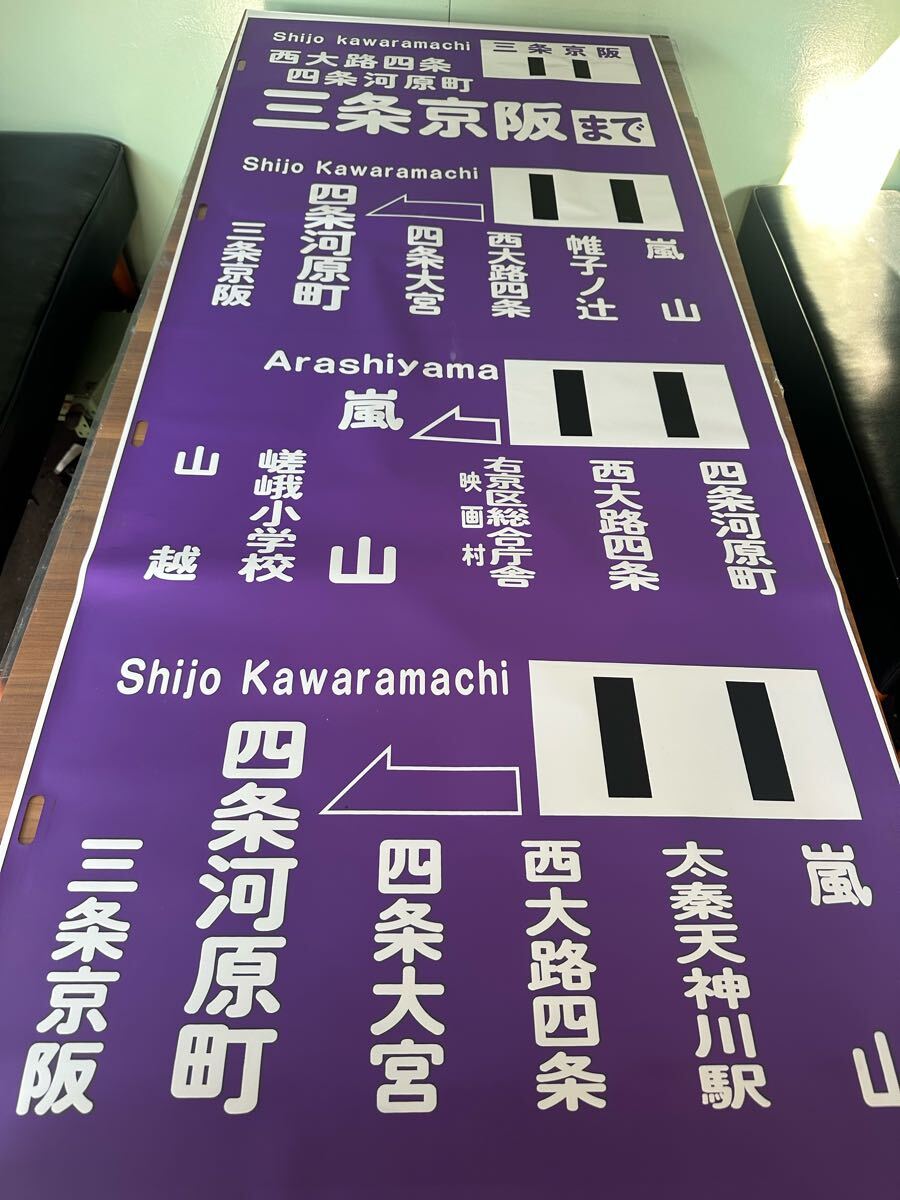 Shijo kawaramachi
三条京阪
11
西大路四条
四条河原町
三条京阪まで
Shijo Kawaramachi
11
嵐山
帷子ノ辻
西大路四条
四条大宮
四条河原町
三条京阪
Arashiyama
11
四条河原町
西大路四条
右京区総合庁舎
映画村
嵐山
嵯峨小学校
山越
Shijo Kawaramachi
11
嵐山
太秦天神川駅
西大路四条
四条大宮
四条河原町
三条京阪